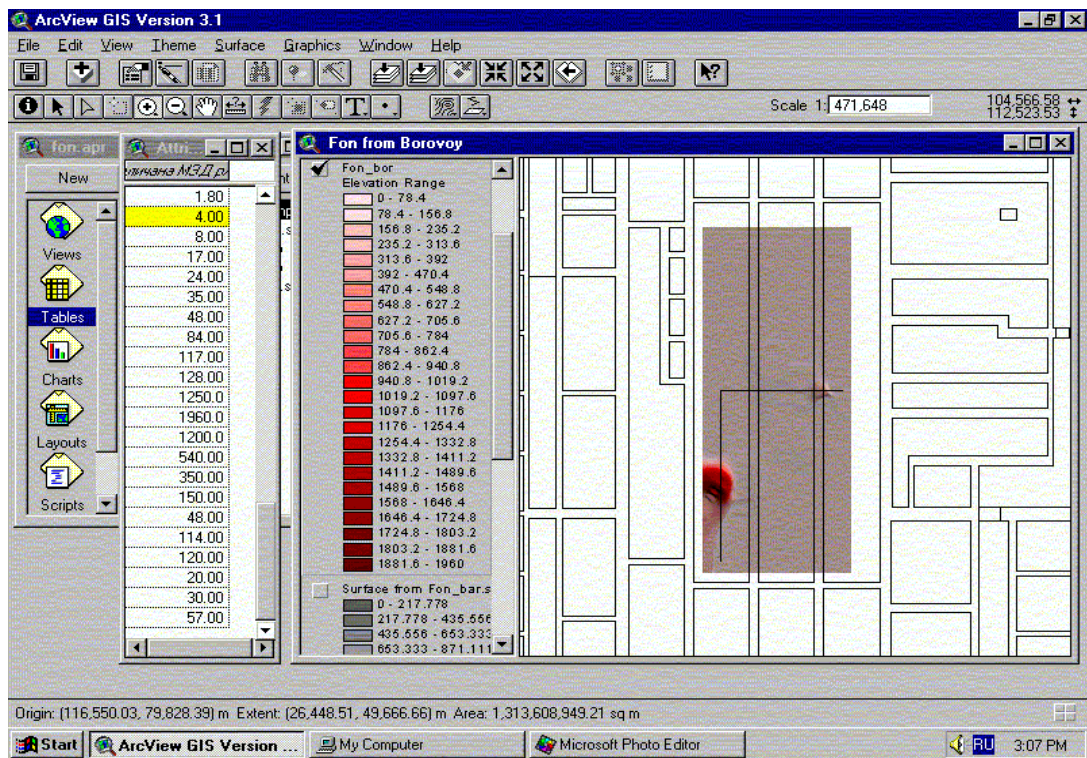 ArcView GIS Version 3.1
File Edit View Theme Surface Graphics Window Help
Scale 1: 471,648
104,566.58
112,523.53
fon.apr
New
Views
Tables
Charts
Layouts
Scripts
Attri...
МЭД
1.80
4.00
8.00
17.00
24.00
35.00
48.00
84.00
117.00
128.00
1250.0
1960.0
1200.0
540.00
350.00
150.00
48.00
114.00
120.00
20.00
30.00
57.00
Fon from Borovoy
Fon_bor
Elevation Range
0 - 78.4
78.4 - 156.8
156.8 - 235.2
235.2 - 313.6
313.6 - 392
392 - 470.4
470.4 - 548.8
548.8 - 627.2
627.2 - 705.6
705.6 - 784
784 - 862.4
862.4 - 940.8
940.8 - 1019.2
1019.2 - 1097.6
1097.6 - 1176
1176 - 1254.4
1254.4 - 1332.8
1332.8 - 1411.2
1411.2 - 1489.6
1489.6 - 1568
1568 - 1646.4
1646.4 - 1724.8
1724.8 - 1803.2
1803.2 - 1881.6
1881.6 - 1960
Surface from Fon_bar.s
0 - 217.778
217.778 - 435.556
435.556 - 653.333
653.333 - 871.111
Origin: (116,550.03, 79,828.39) m Extent: (26,448.51, 49,666.66) m Area: 1,313,608,949.21 sq m
Start
ArcView GIS Version ...
My Computer
Microsoft Photo Editor
RU
3:07 PM